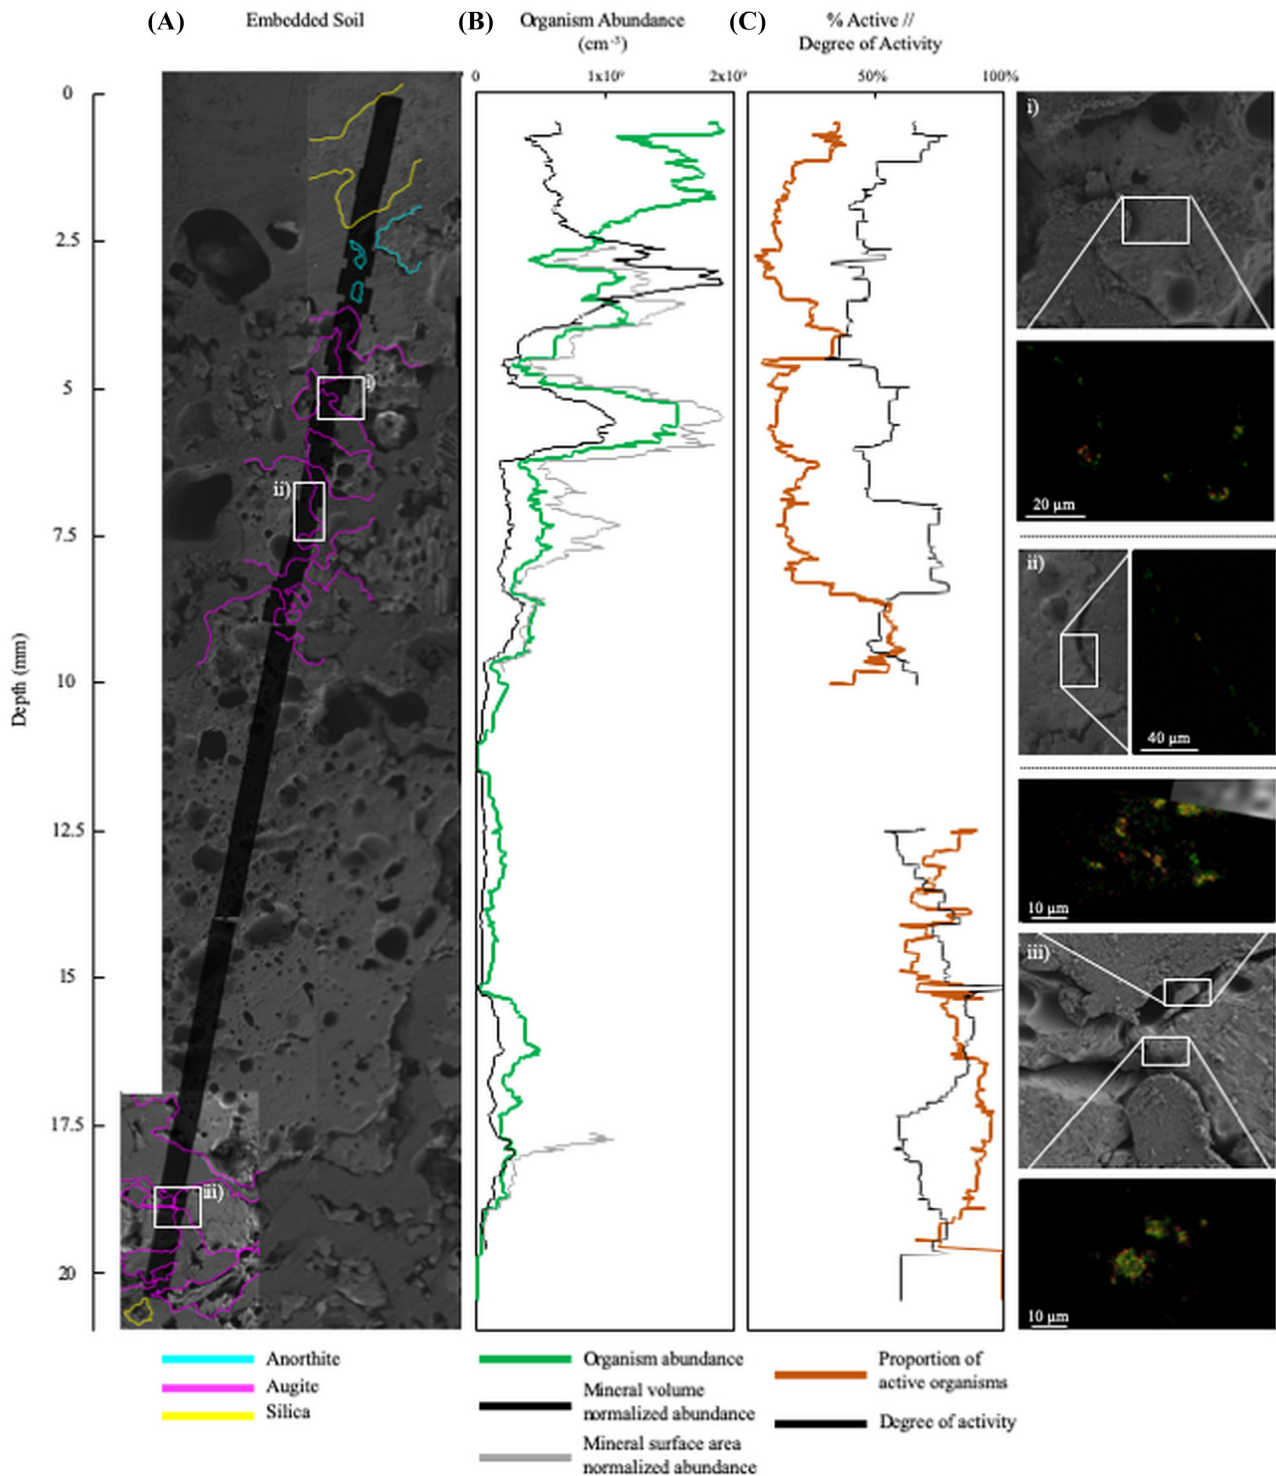 (A) Embedded Soil (B) Organism Abundance (C) % Active //
(cm⁻³) Degree of Activity
0 1x10⁹ 2x10⁹ 50% 100%
0
2.5
5
7.5
10
12.5
15
17.5
20
Depth (mm)
i)
ii)
iii)
i)
20 μm
ii)
40 μm
10 μm
iii)
10 μm
Anorthite
Augite
Silica
Organism abundance
Mineral volume
normalized abundance
Mineral surface area
normalized abundance
Proportion of
active organisms
Degree of activity